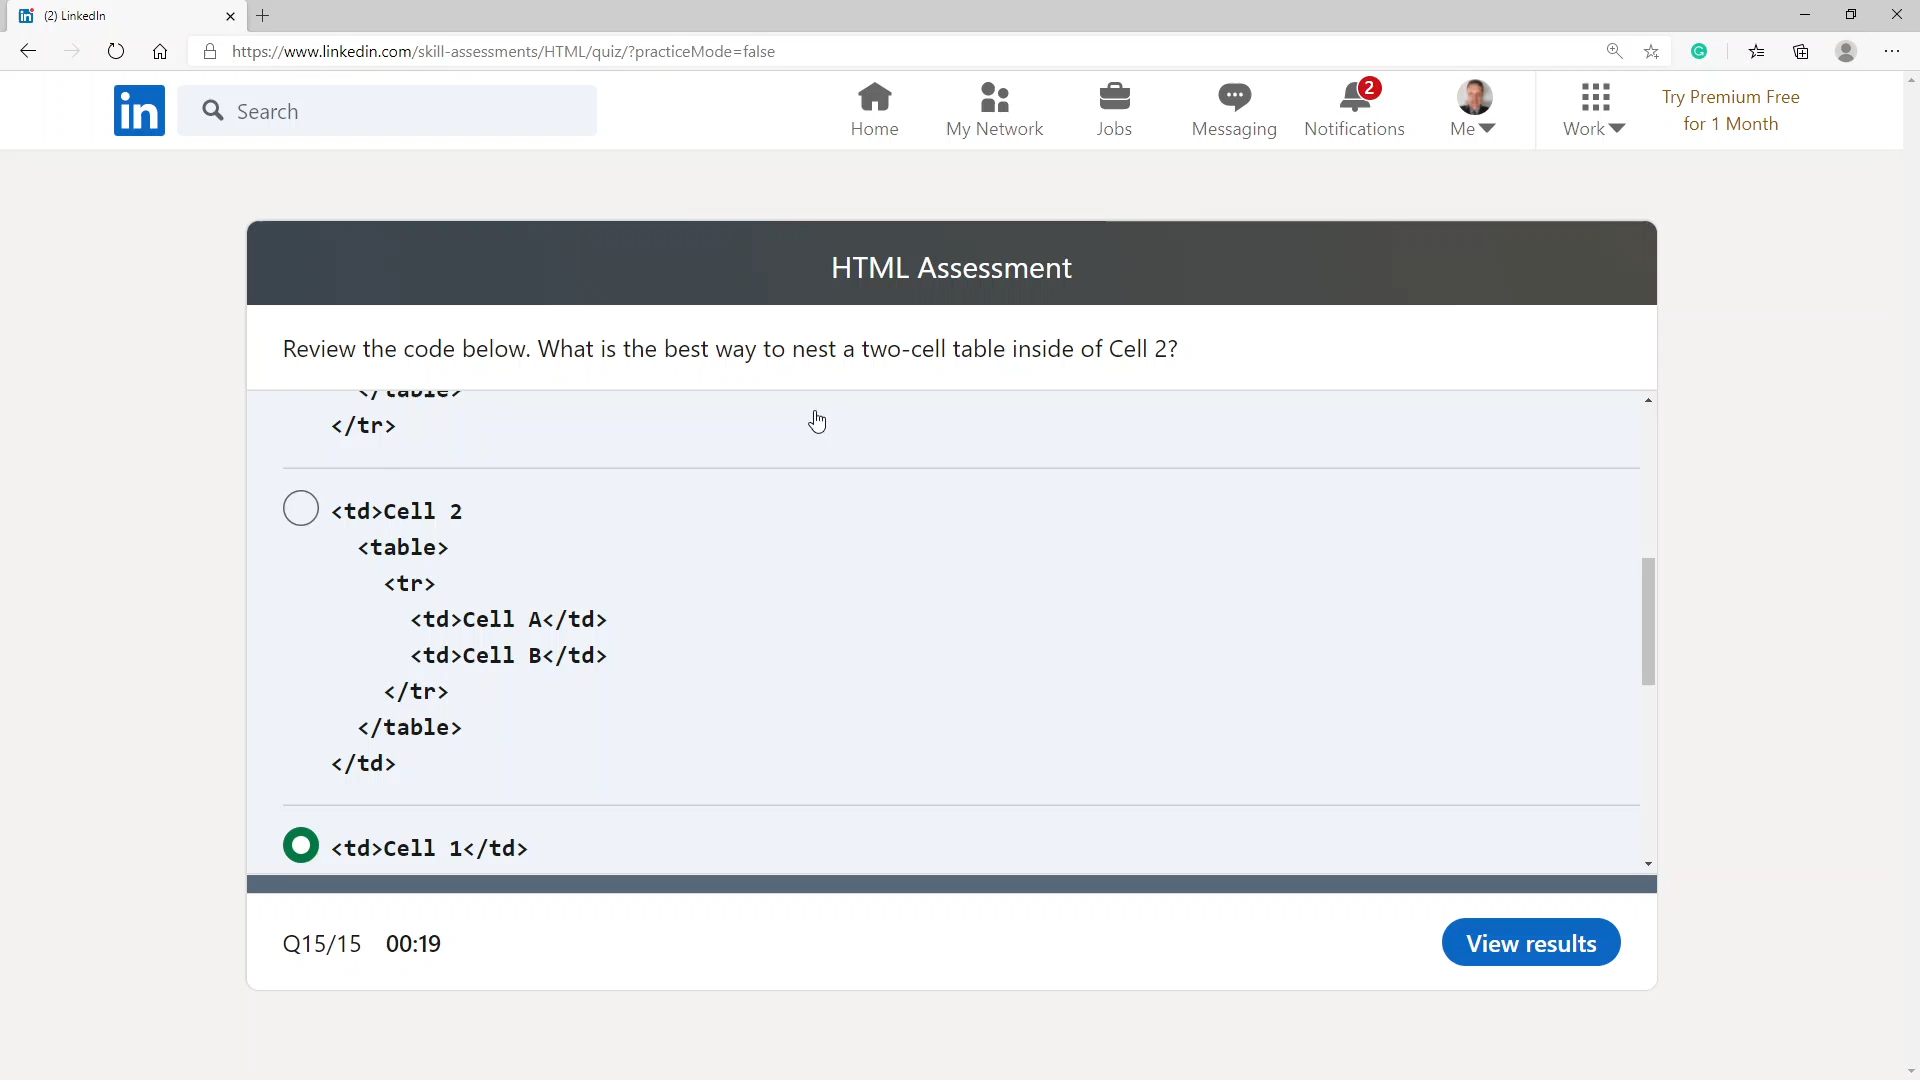 (2) LinkedIn
https://www.linkedin.com/skill-assessments/HTML/quiz/?practiceMode=false
in
Search
Home
My Network
Jobs
Messaging
2
Notifications
Me
Work
Try Premium Free
for 1 Month
HTML Assessment
Review the code below. What is the best way to nest a two-cell table inside of Cell 2?
</table>
</tr>
<td>Cell 2
<table>
<tr>
<td>Cell A</td>
<td>Cell B</td>
</tr>
</table>
</td>
<td>Cell 1</td>
Q15/15 00:19
View results